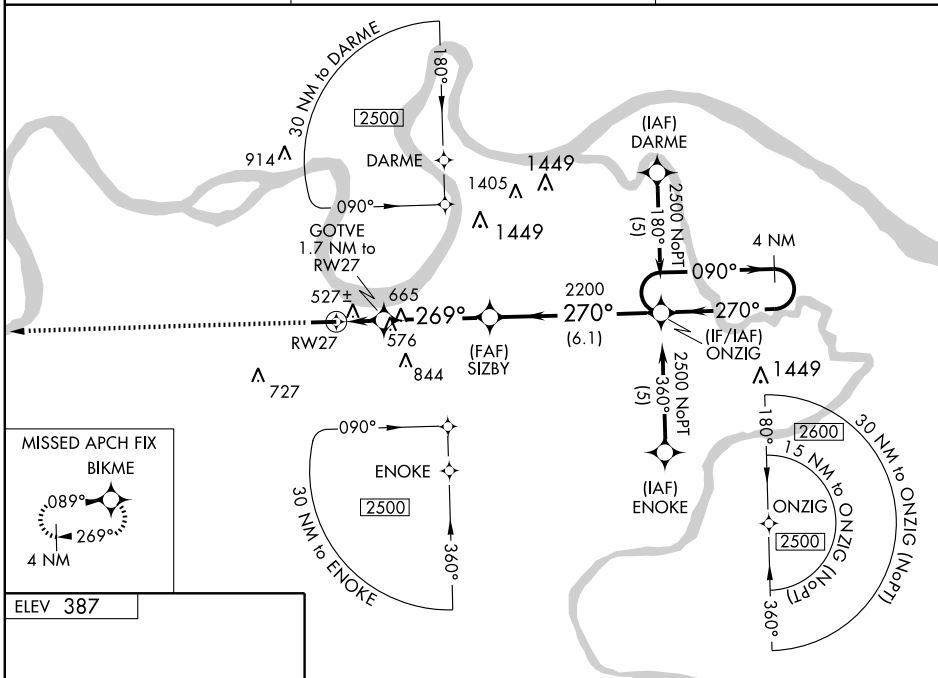 30 NM to DARME
180°
2500
DARME
914
090°
GOTVE
1.7 NM to
RW27
1405
1449
1449
(IAF)
DARME
2500 NoPT
180°
(5)
4 NM
090°
527±
665
269°
2200
270°
(6.1)
270°
RW27
576
(FAF)
SIZBY
(IF/IAF)
ONZIG
844
727
2500 NoPT
360°
(5)
1449
MISSED APCH FIX
BIKME
089°
269°
4 NM
090°
ENOKE
2500
30 NM to ENOKE
360°
(IAF)
ENOKE
180°
2600
30 NM to ONZIG (NoPT)
15 NM to ONZIG (NoPT)
ONZIG
2500
360°
ELEV 387